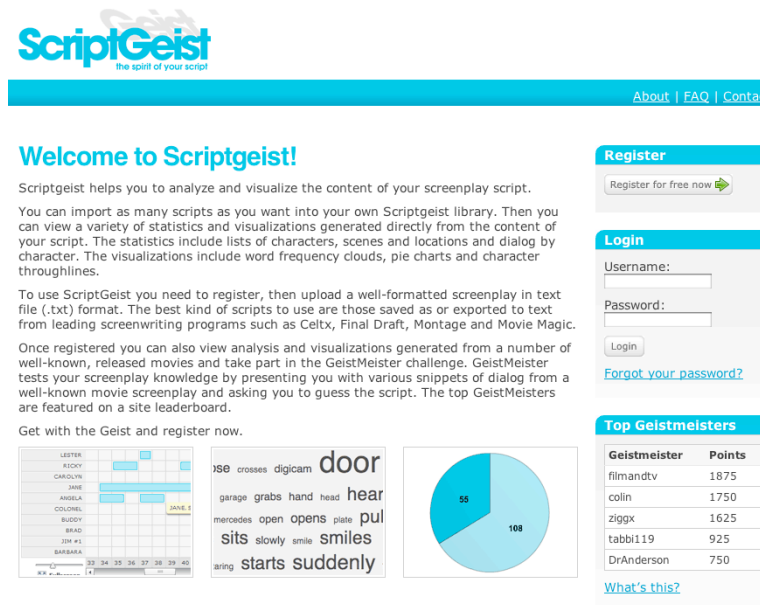 ScriptGeist
the spirit of your script
About | FAQ | Conta
Welcome to Scriptgeist!
Scriptgeist helps you to analyze and visualize the content of your screenplay script.
You can import as many scripts as you want into your own Scriptgeist library. Then you
can view a variety of statistics and visualizations generated directly from the content of
your script. The statistics include lists of characters, scenes and locations and dialog by
character. The visualizations include word frequency clouds, pie charts and character
throughlines.
To use ScriptGeist you need to register, then upload a well-formatted screenplay in text
file (.txt) format. The best kind of scripts to use are those saved as or exported to text
from leading screenwriting programs such as Celtx, Final Draft, Montage and Movie Magic.
Once registered you can also view analysis and visualizations generated from a number of
well-known, released movies and take part in the GeistMeister challenge. GeistMeister
tests your screenplay knowledge by presenting you with various snippets of dialog from a
well-known movie screenplay and asking you to guess the script. The top GeistMeisters
are featured on a site leaderboard.
Get with the Geist and register now.
LESTER
RICKY
CAROLYN
JANE
ANGELA
COLONEL
JANE,
BUDDY
BRAD
JIM #1
BARBARA
33 34 35 36 37 38 39 40
ose crosses digicam door
garage grabs hand head hear
mercedes open opens plate pul
sits slowly smile smiles
aring starts suddenly
55
108
Register
Register for free now
Login
Username:
Password:
Login
Forgot your password?
Top Geistmeisters
Geistmeister Points
filmandtv 1875
colin 1750
ziggx 1625
tabbi119 925
DrAnderson 750
What's this?